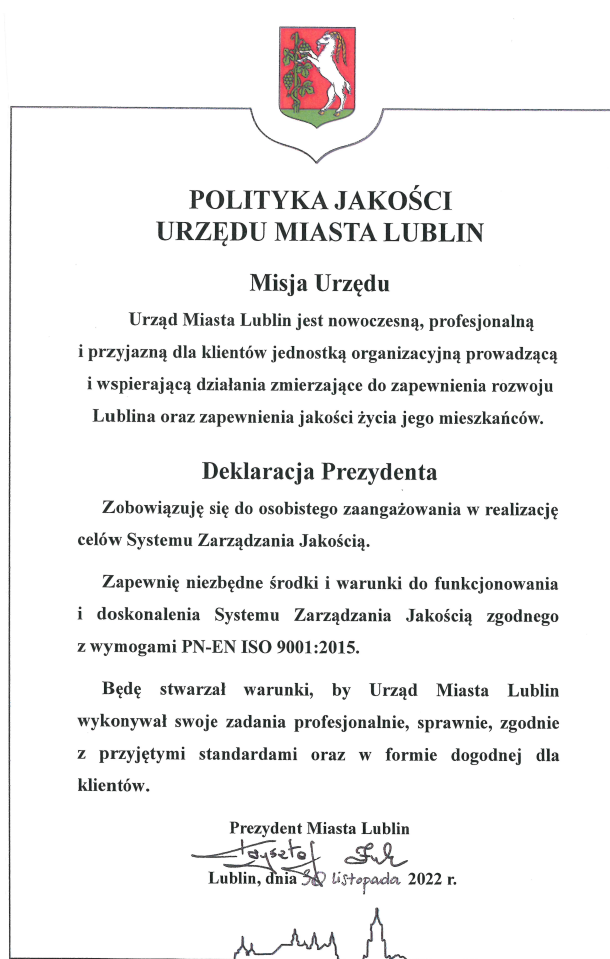 POLITYKA JAKOŚCI
URZĘDU MIASTA LUBLIN
Misja Urzędu
Urząd Miasta Lublin jest nowoczesną, profesjonalną
i przyjazną dla klientów jednostką organizacyjną prowadzącą
i wspierającą działania zmierzające do zapewnienia rozwoju
Lublina oraz zapewnienia jakości życia jego mieszkańców.
Deklaracja Prezydenta
Zobowiązuję się do osobistego zaangażowania w realizację
celów Systemu Zarządzania Jakością.
Zapewnię niezbędne środki i warunki do funkcjonowania
i doskonalenia Systemu Zarządzania Jakością zgodnego
z wymogami PN-EN ISO 9001:2015.
Będę stwarzał warunki, by Urząd Miasta Lublin
wykonywał swoje zadania profesjonalnie, sprawnie, zgodnie
z przyjętymi standardami oraz w formie dogodnej dla
klientów.
Prezydent Miasta Lublin
Lublin, dnia 30 listopada 2022 r.